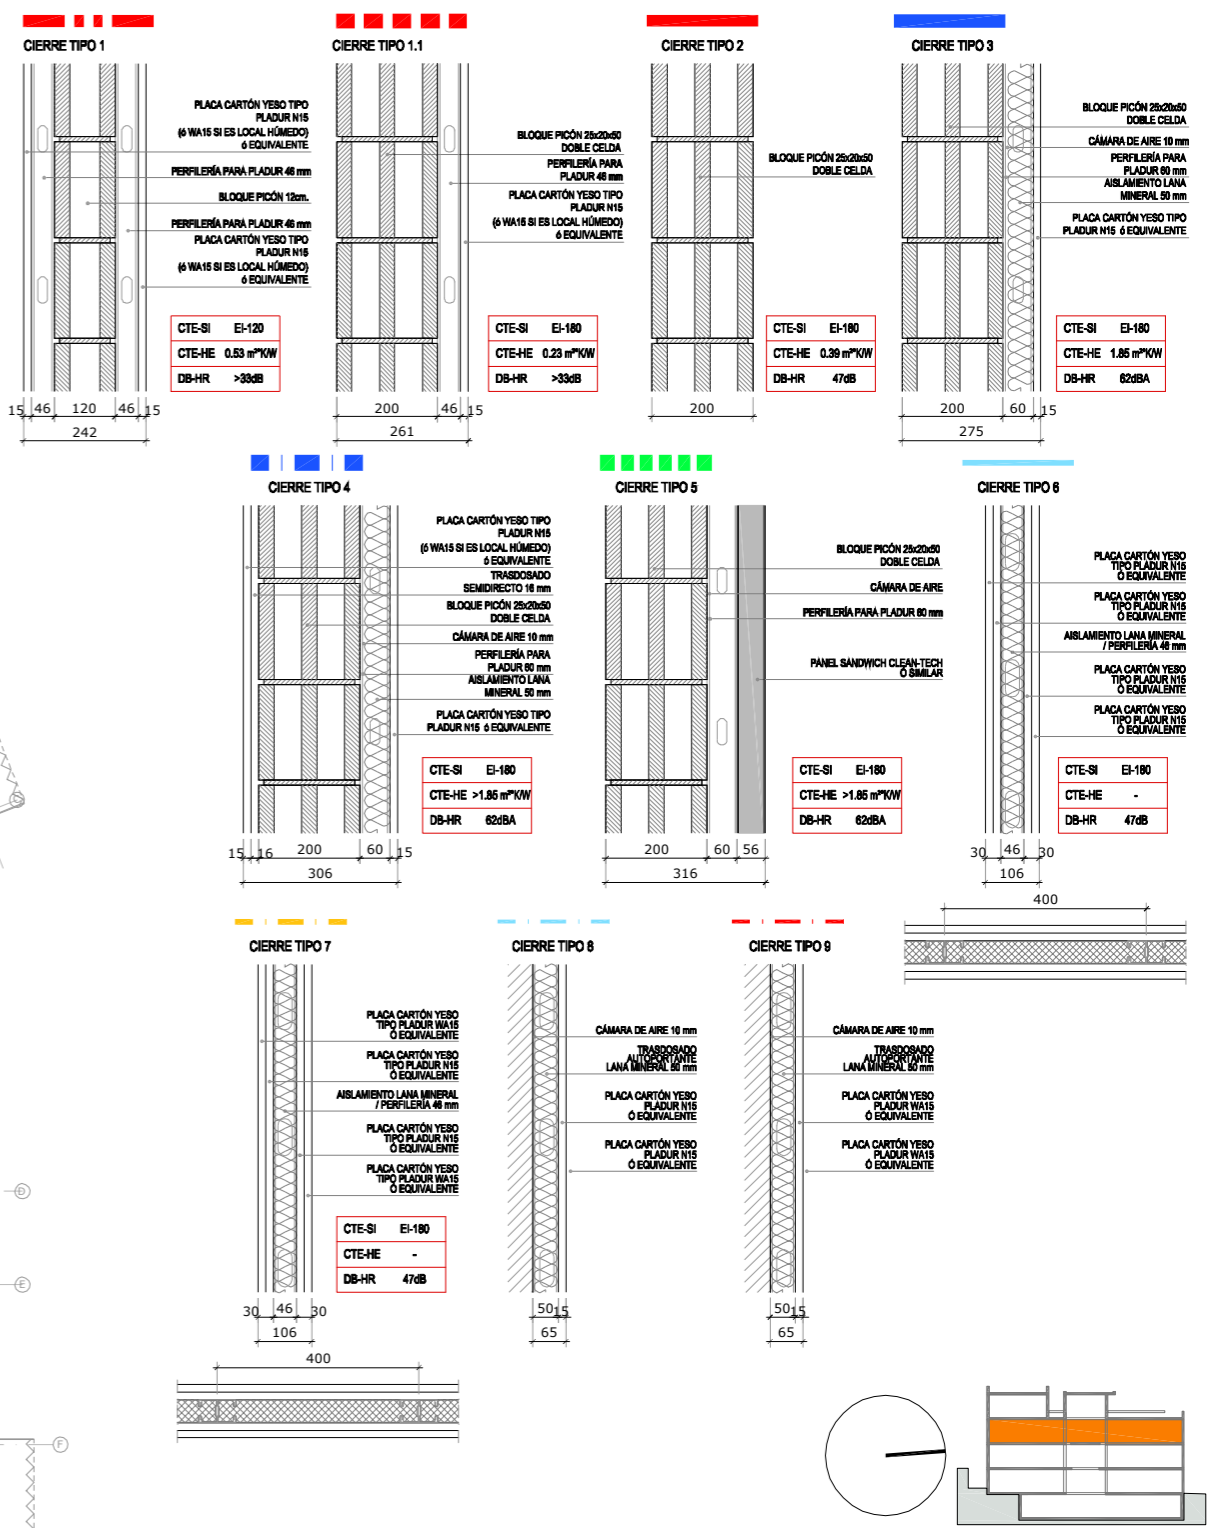 CIERRE TIPO 1
PLACA CARTÓN YESO TIPO
PLADUR N15
(ó WA15 SI ES LOCAL HÚMEDO)
ó EQUIVALENTE
PERFILERÍA PARA PLADUR 46 mm
BLOQUE PICÓN 12cm.
PERFILERÍA PARA PLADUR 46 mm
PLACA CARTÓN YESO TIPO
PLADUR N15
(ó WA15 SI ES LOCAL HÚMEDO)
ó EQUIVALENTE
CTE-SI EI-120
CTE-HE 0.53 m²ºK/W
DB-HR >33dB
15 46 120 46 15
242
CIERRE TIPO 1.1
BLOQUE PICÓN 25x20x50
DOBLE CELDA
PERFILERÍA PARA
PLADUR 46 mm
PLACA CARTÓN YESO TIPO
PLADUR N15
(ó WA15 SI ES LOCAL HÚMEDO)
ó EQUIVALENTE
CTE-SI EI-180
CTE-HE 0.23 m²ºK/W
DB-HR >33dB
200 46 15
261
CIERRE TIPO 2
BLOQUE PICÓN 25x20x50
DOBLE CELDA
CTE-SI EI-180
CTE-HE 0.39 m²ºK/W
DB-HR 47dB
200
CIERRE TIPO 3
BLOQUE PICÓN 25x20x50
DOBLE CELDA
CÁMARA DE AIRE 10 mm
PERFILERÍA PARA
PLADUR 60 mm
AISLAMIENTO LANA
MINERAL 50 mm
PLACA CARTÓN YESO TIPO
PLADUR N15 ó EQUIVALENTE
CTE-SI EI-180
CTE-HE 1.85 m²ºK/W
DB-HR 62dBA
200 60 15
275
CIERRE TIPO 4
PLACA CARTÓN YESO TIPO
PLADUR N15
(ó WA15 SI ES LOCAL HÚMEDO)
ó EQUIVALENTE
TRASDOSADO
SEMIDIRECTO 16 mm
BLOQUE PICÓN 25x20x50
DOBLE CELDA
CÁMARA DE AIRE 10 mm
PERFILERÍA PARA
PLADUR 60 mm
AISLAMIENTO LANA
MINERAL 50 mm
PLACA CARTÓN YESO TIPO
PLADUR N15 ó EQUIVALENTE
CTE-SI EI-180
CTE-HE >1.85 m²ºK/W
DB-HR 62dBA
15 16 200 60 15
306
CIERRE TIPO 5
BLOQUE PICÓN 25x20x50
DOBLE CELDA
CÁMARA DE AIRE
PERFILERÍA PARA PLADUR 60 mm
PANEL SANDWICH CLEAN-TECH
O SIMILAR
CTE-SI EI-180
CTE-HE >1.85 m²ºK/W
DB-HR 62dBA
200 60 56
316
CIERRE TIPO 6
PLACA CARTÓN YESO
TIPO PLADUR N15
Ó EQUIVALENTE
PLACA CARTÓN YESO
TIPO PLADUR N15
Ó EQUIVALENTE
AISLAMIENTO LANA MINERAL
/ PERFILERÍA 46 mm
PLACA CARTÓN YESO
TIPO PLADUR N15
Ó EQUIVALENTE
PLACA CARTÓN YESO
TIPO PLADUR N15
Ó EQUIVALENTE
CTE-SI EI-180
CTE-HE -
DB-HR 47dB
30 46 30
106
400
CIERRE TIPO 7
PLACA CARTÓN YESO
TIPO PLADUR WA15
Ó EQUIVALENTE
PLACA CARTÓN YESO
TIPO PLADUR N15
Ó EQUIVALENTE
AISLAMIENTO LANA MINERAL
/ PERFILERÍA 46 mm
PLACA CARTÓN YESO
TIPO PLADUR N15
Ó EQUIVALENTE
PLACA CARTÓN YESO
TIPO PLADUR WA15
Ó EQUIVALENTE
CTE-SI EI-180
CTE-HE -
DB-HR 47dB
30 46 30
106
400
CIERRE TIPO 8
CÁMARA DE AIRE 10 mm
TRASDOSADO
AUTOPORTANTE
LANA MINERAL 50 mm
PLACA CARTÓN YESO
PLADUR N15
Ó EQUIVALENTE
PLACA CARTÓN YESO
PLADUR N15
Ó EQUIVALENTE
50 15
65
CIERRE TIPO 9
CÁMARA DE AIRE 10 mm
TRASDOSADO
AUTOPORTANTE
LANA MINERAL 50 mm
PLACA CARTÓN YESO
PLADUR WA15
Ó EQUIVALENTE
PLACA CARTÓN YESO
PLADUR WA15
Ó EQUIVALENTE
50 15
65
D
E
F